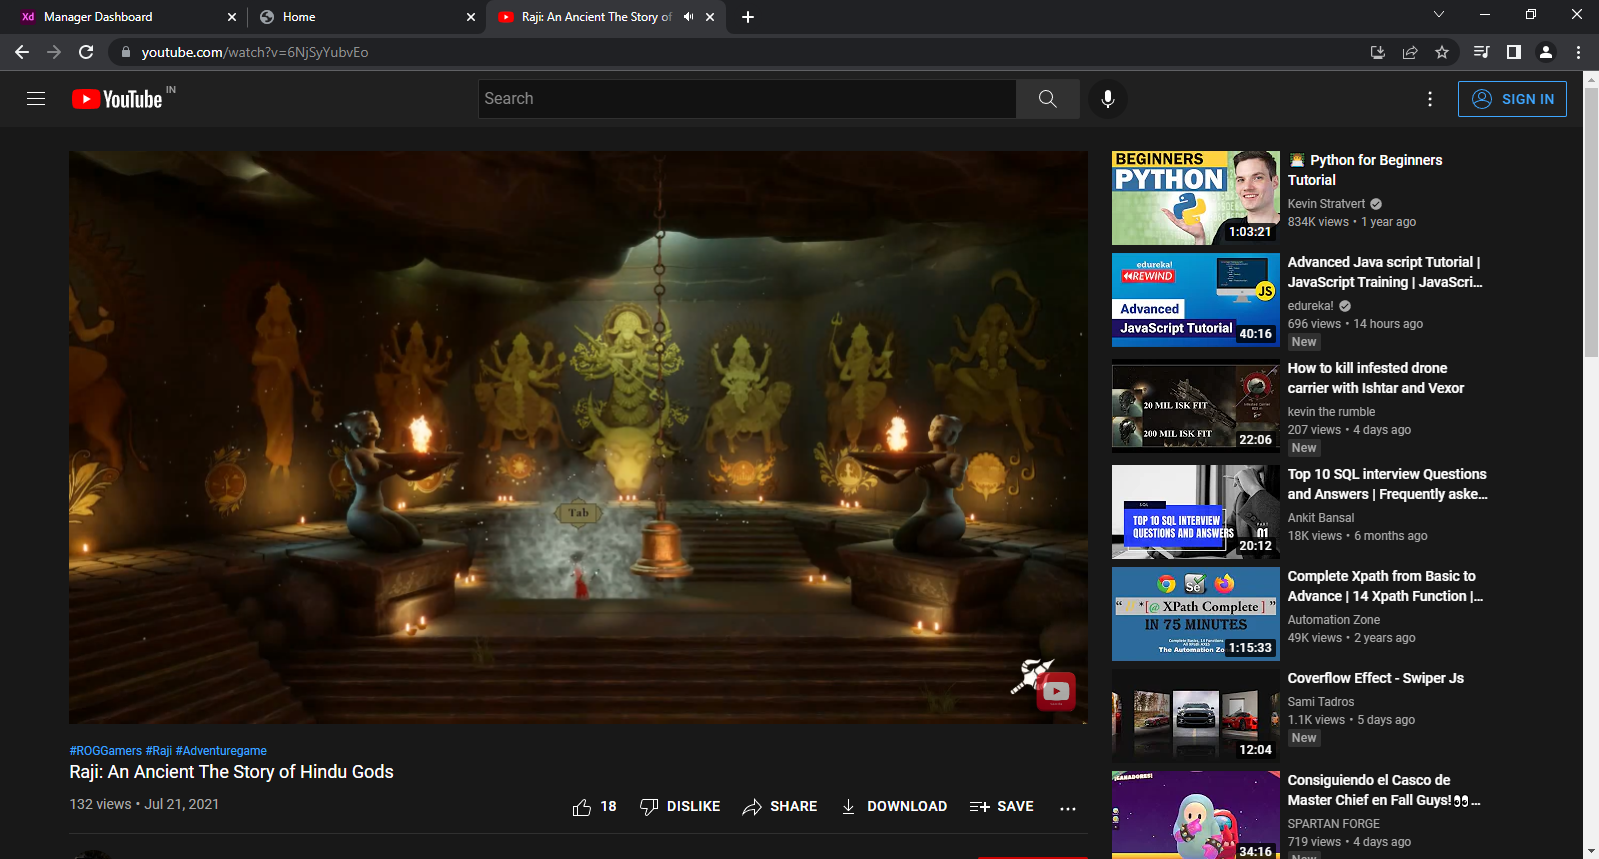 Manager Dashboard
Home
Raji: An Ancient The Story of
youtube.com/watch?v=6NjSyYubvEo
YouTube IN
Search
SIGN IN
Tab
#ROGGamers #Raji #Adventuregame
Raji: An Ancient The Story of Hindu Gods
132 views • Jul 21, 2021
18 DISLIKE SHARE DOWNLOAD SAVE ...
BEGINNERS
PYTHON
1:03:21
Python for Beginners
Tutorial
Kevin Stratvert
834K views • 1 year ago
edureka!
REWIND
JS
Advanced
JavaScript Tutorial
40:16
Advanced Java script Tutorial |
JavaScript Training | JavaScri...
edureka!
696 views • 14 hours ago
New
20 MIL ISK FIT
200 MIL ISK FIT
22:06
How to kill infested drone
carrier with Ishtar and Vexor
kevin the rumble
207 views • 4 days ago
New
SQL
TOP 10 SQL INTERVIEW
QUESTIONS AND ANSWERS
PART
01
20:12
Top 10 SQL interview Questions
and Answers | Frequently aske...
Ankit Bansal
18K views • 6 months ago
Se
“ // *[@ XPath Complete ] ”
IN 75 MINUTES
The Automation Zo
1:15:33
Complete Xpath from Basic to
Advance | 14 Xpath Function |...
Automation Zone
49K views • 2 years ago
12:04
Coverflow Effect - Swiper Js
Sami Tadros
1.1K views • 5 days ago
New
¡GANADORES!
34:16
Consiguiendo el Casco de
Master Chief en Fall Guys!👀...
SPARTAN FORGE
719 views • 4 days ago
New